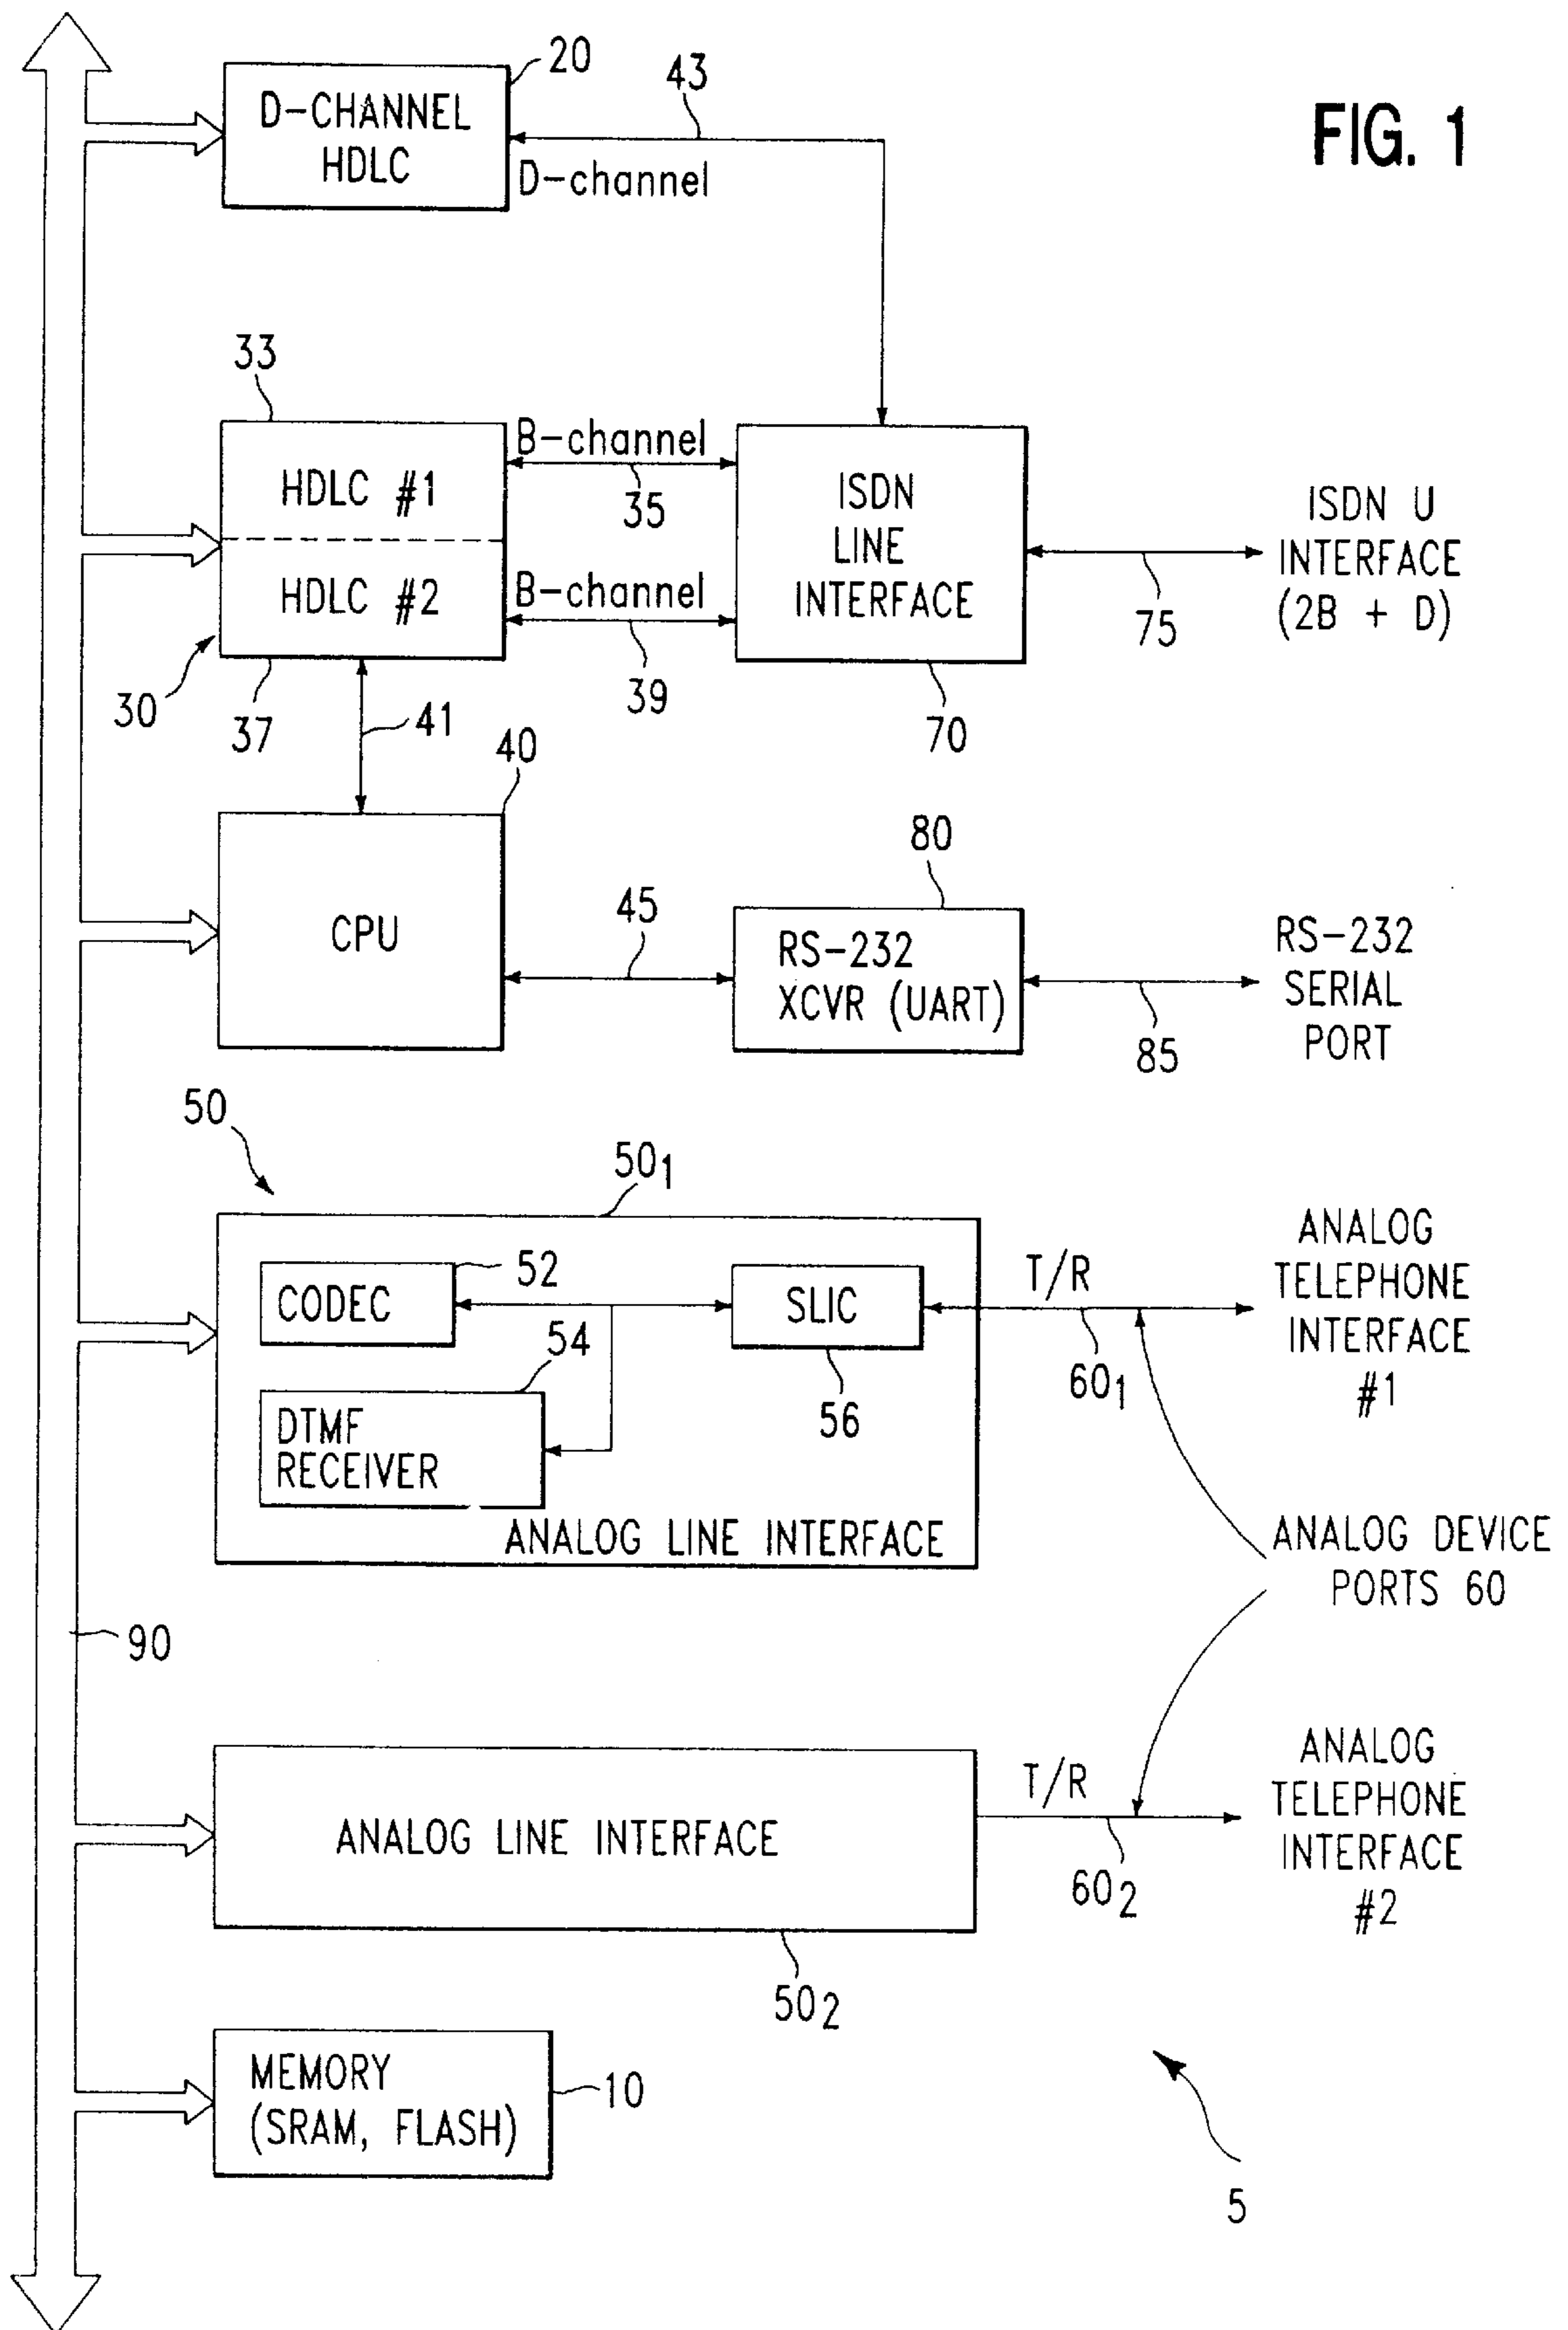 FIG. 1
20
D-CHANNEL
HDLC
43
D-channel
33
HDLC #1
HDLC #2
30
37
B-channel
35
B-channel
39
ISDN
LINE
INTERFACE
70
75
ISDN U
INTERFACE
(2B + D)
41
40
CPU
45
80
RS-232
XCVR (UART)
85
RS-232
SERIAL
PORT
50
501
CODEC
52
54
DTMF
RECEIVER
SLIC
56
ANALOG LINE INTERFACE
T/R
601
ANALOG
TELEPHONE
INTERFACE
#1
ANALOG DEVICE
PORTS 60
90
ANALOG LINE INTERFACE
502
T/R
602
ANALOG
TELEPHONE
INTERFACE
#2
MEMORY
(SRAM, FLASH)
10
5